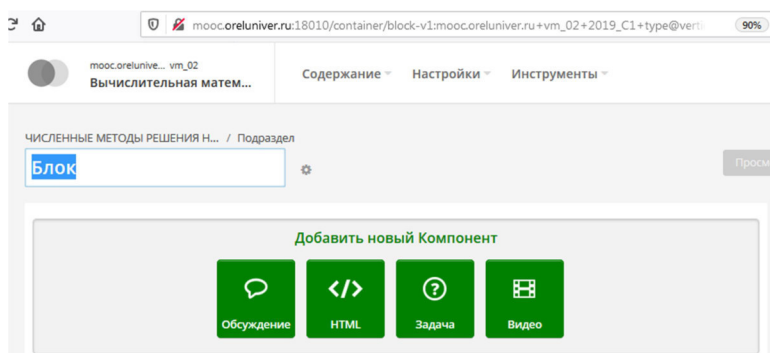 mooc.oreluniver.ru:18010/container/block-v1:mooc.oreluniver.ru+vm_02+2019_C1+type@verti 90%
mooc.orelunive... vm_02
Вычислительная матем...
Содержание Настройки Инструменты
ЧИСЛЕННЫЕ МЕТОДЫ РЕШЕНИЯ Н... / Подраздел
Блок
Просм
Добавить новый Компонент
Обсуждение HTML Задача Видео